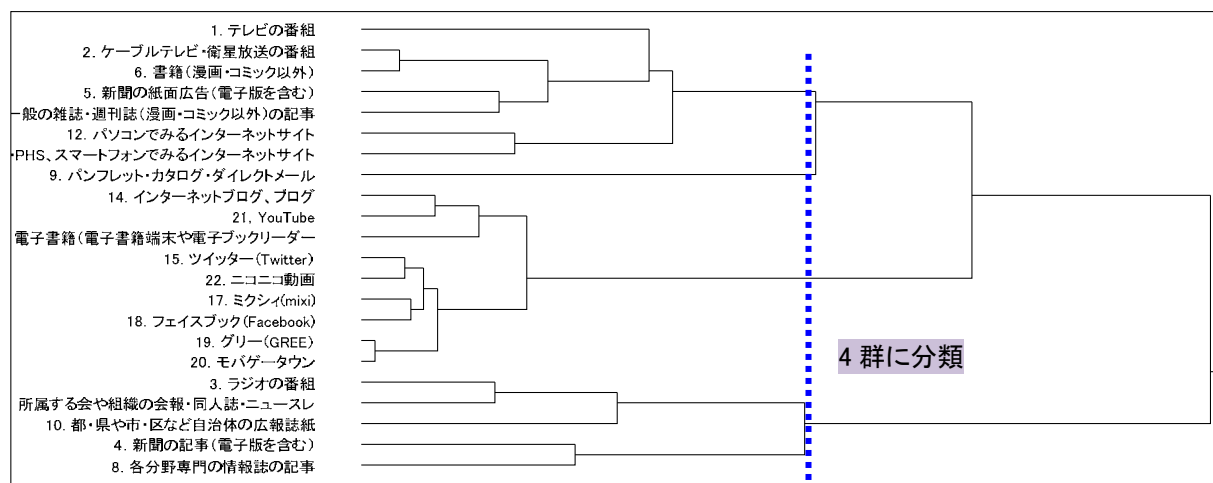 1. テレビの番組
2. ケーブルテレビ・衛星放送の番組
6. 書籍(漫画・コミック以外)
5. 新聞の紙面広告(電子版を含む)
般の雑誌・週刊誌(漫画・コミック以外)の記事
12. パソコンでみるインターネットサイト
・PHS、スマートフォンでみるインターネットサイト
9. パンフレット・カタログ・ダイレクトメール
14. インターネットブログ、ブログ
21, YouTube
電子書籍(電子書籍端末や電子ブックリーダー
15. ツイッター(Twitter)
22. ニコニコ動画
17. ミクシィ(mixi)
18. フェイスブック(Facebook)
19. グリー(GREE)
20. モバゲータウン
3. ラジオの番組
所属する会や組織の会報・同人誌・ニュースレ
10. 都・県や市・区など自治体の広報誌紙
4. 新聞の記事(電子版を含む)
8. 各分野専門の情報誌の記事
4 群に分類